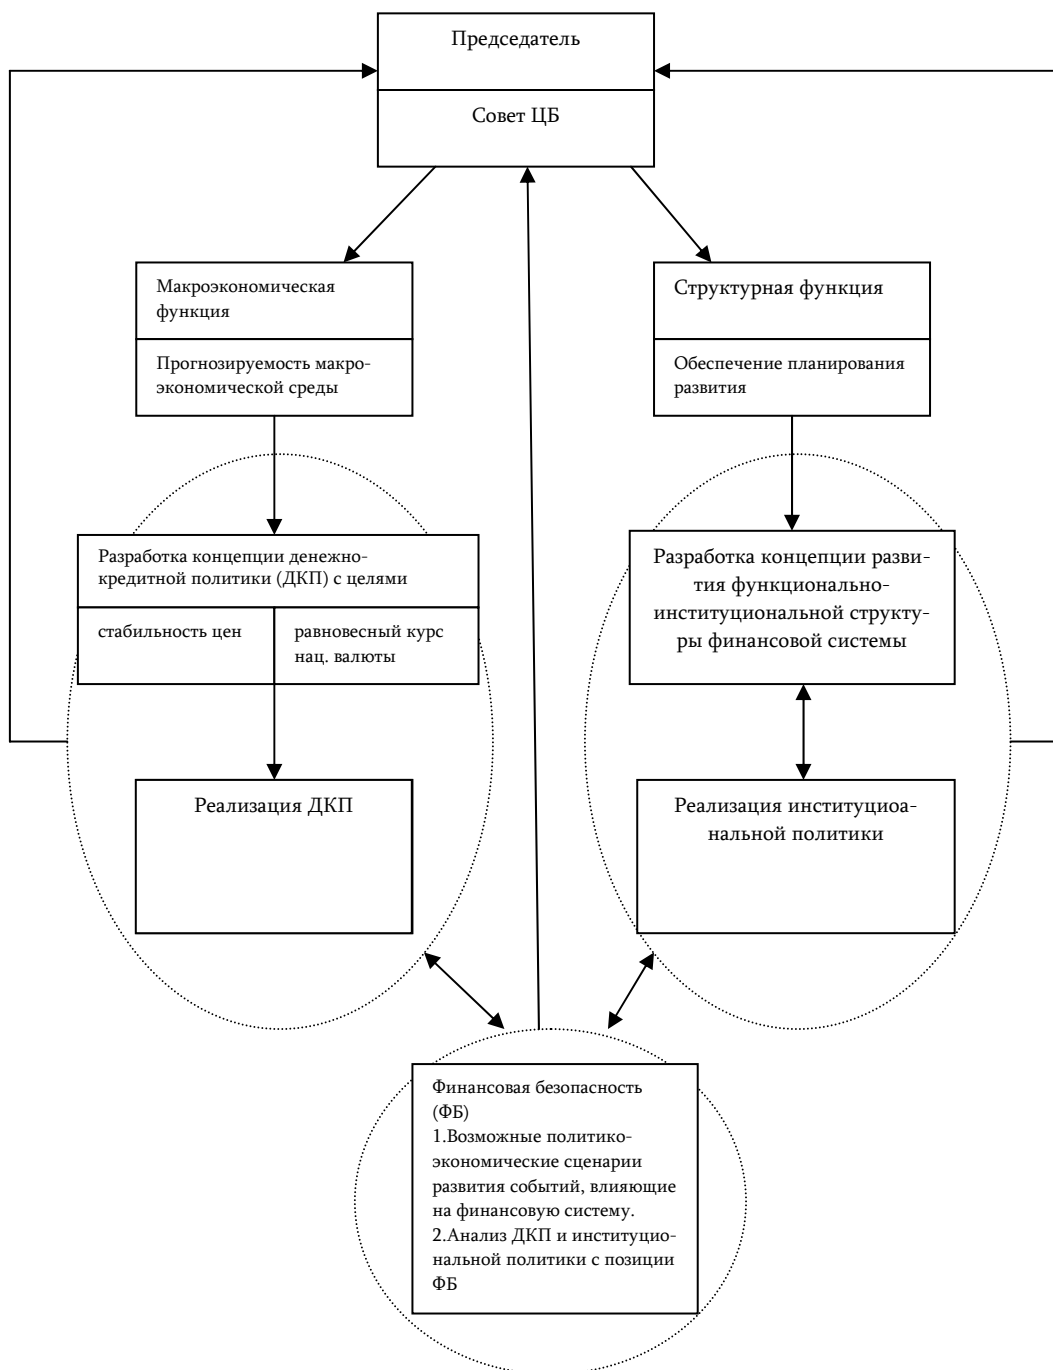 Председатель
Совет ЦБ
Макроэкономическая
функция
Прогнозируемость макро-
экономической среды
Структурная функция
Обеспечение планирования
развития
Разработка концепции денежно-
кредитной политики (ДКП) с целями
стабильность цен
равновесный курс
нац. валюты
Реализация ДКП
Разработка концепции разви-
тия функционально-
институциональной структу-
ры финансовой системы
Реализация институциоа-
нальной политики
Финансовая безопасность
(ФБ)
1.Возможные политико-
экономические сценарии
развития событий, влияющие
на финансовую систему.
2.Анализ ДКП и институцио-
нальной политики с позиции
ФБ